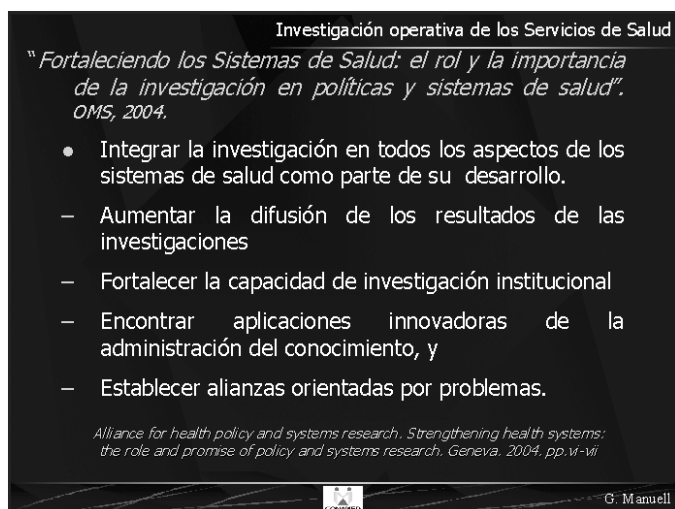 Investigación operativa de los Servicios de Salud
“Fortaleciendo los Sistemas de Salud: el rol y la importancia
de la investigación en políticas y sistemas de salud”.
OMS, 2004.
● Integrar la investigación en todos los aspectos de los
sistemas de salud como parte de su desarrollo.
– Aumentar la difusión de los resultados de las
investigaciones
– Fortalecer la capacidad de investigación institucional
– Encontrar aplicaciones innovadoras de la
administración del conocimiento, y
– Establecer alianzas orientadas por problemas.
Alliance for health policy and systems research. Strengthening health systems:
the role and promise of policy and systems research. Geneva. 2004. pp.vi-vii
CONAMED
G. Manuell